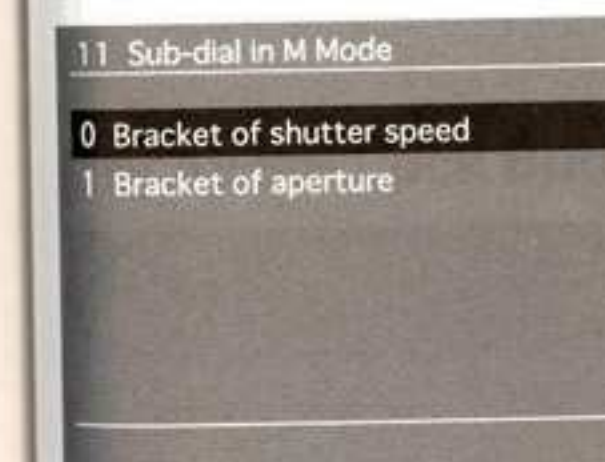 11 Sub-dial in M Mode
0 Bracket of shutter speed
1 Bracket of aperture